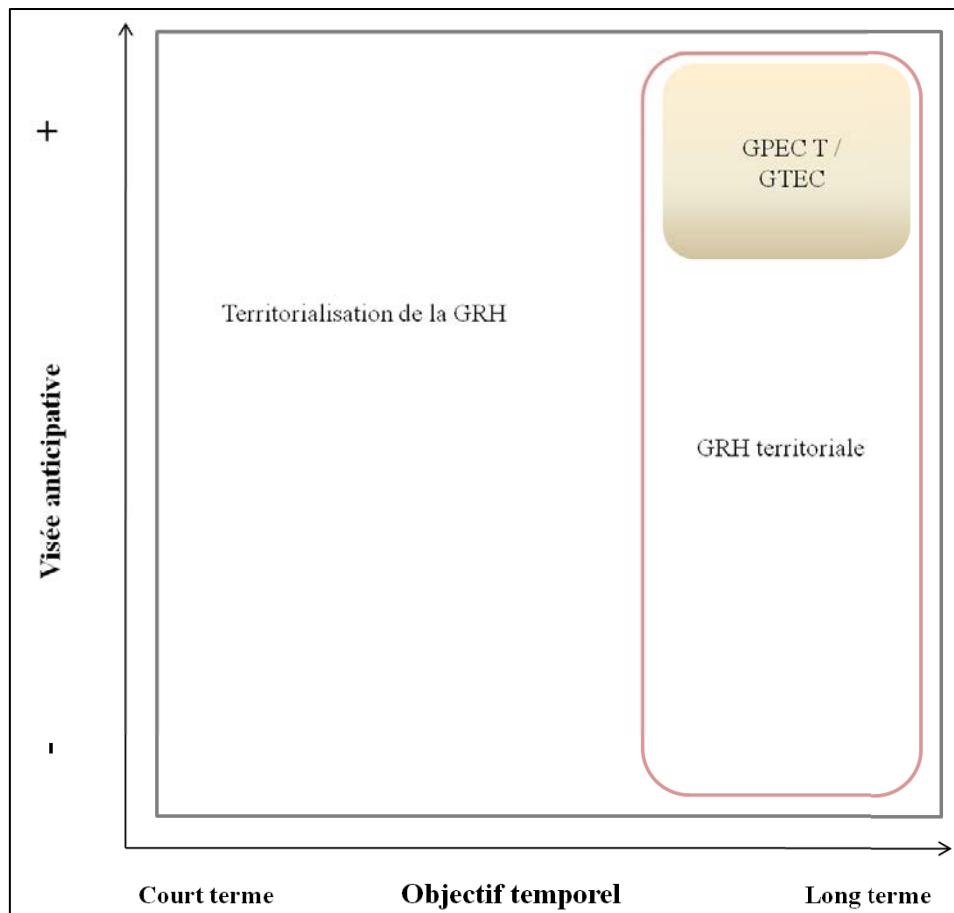 +
GPEC T /
GTEC
Territorialisation de la GRH
Visée anticipative
GRH territoriale
-
Court terme
Objectif temporel
Long terme